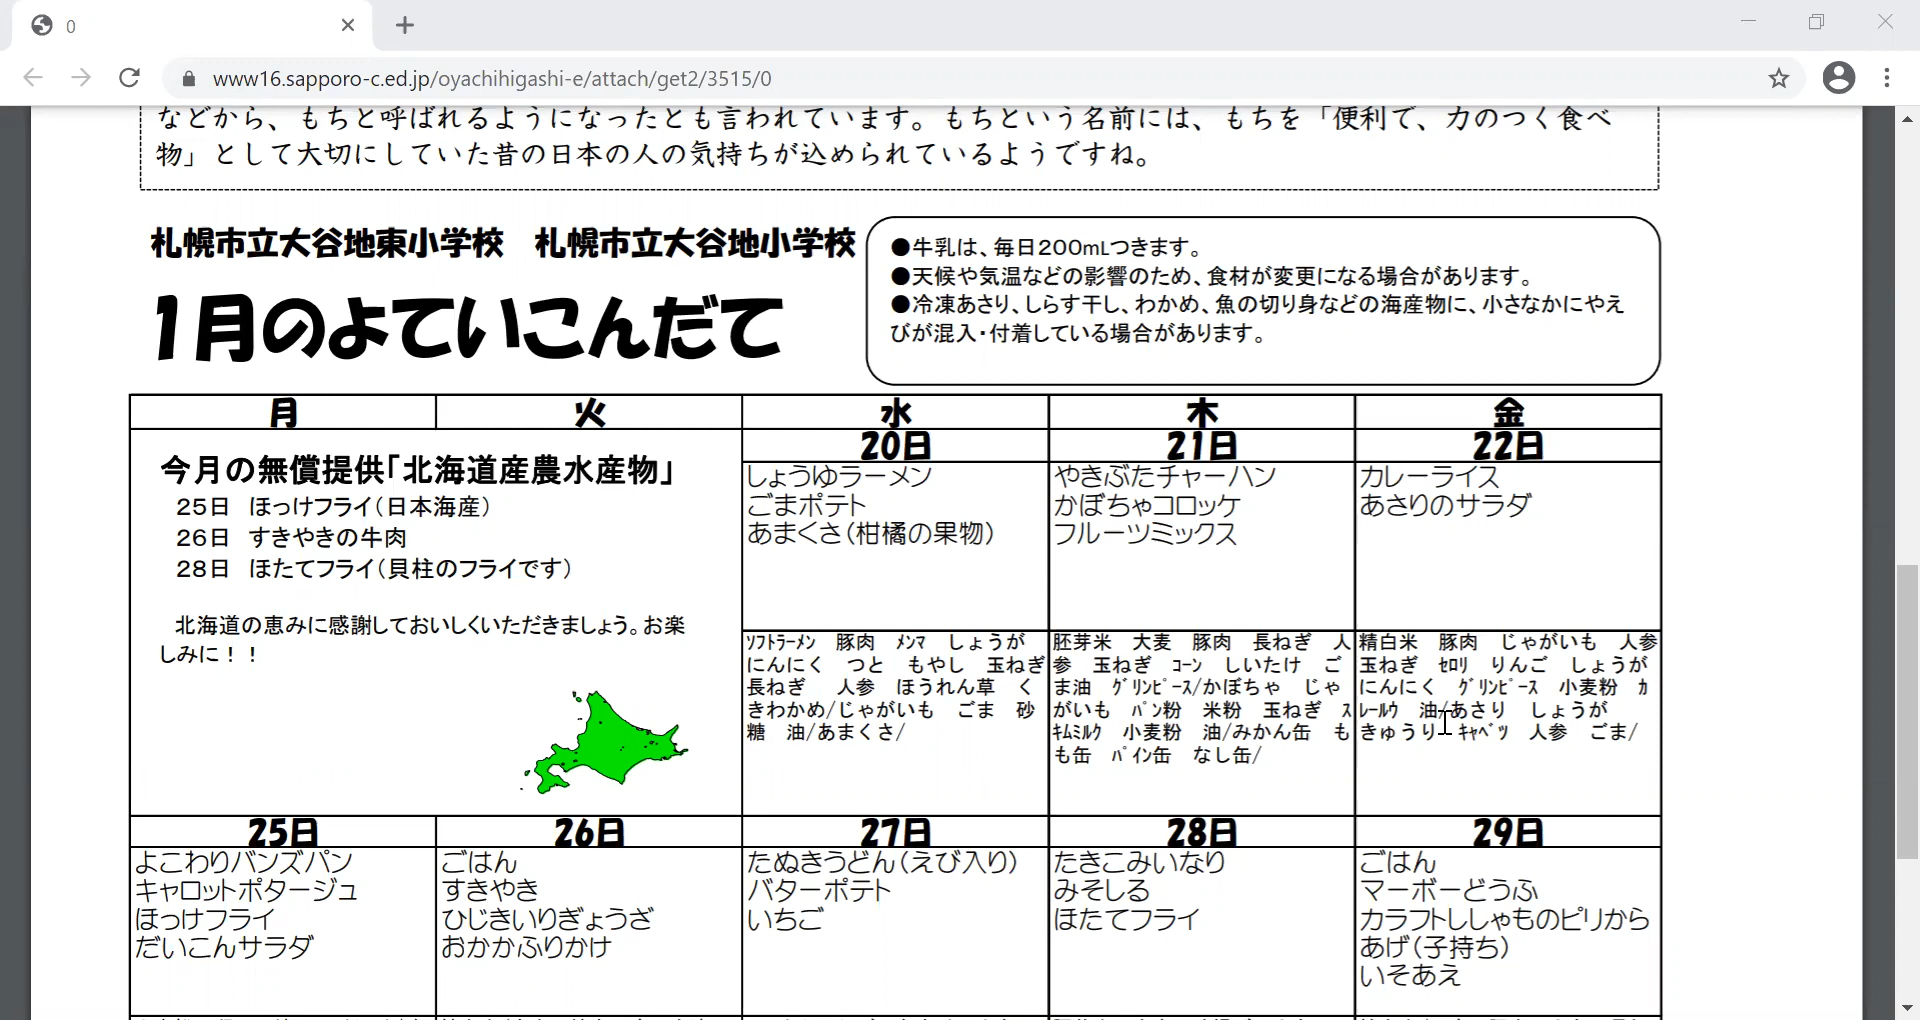 0
www16.sapporo-c.ed.jp/oyachihigashi-e/attach/get2/3515/0
などから、もちと呼ばれるようになったとも言われています。もちという名前には、もちを「便利で、力のつく食べ
物」として大切にしていた昔の日本の人の気持ちが込められているようですね。
札幌市立大谷地東小学校　札幌市立大谷地小学校
1月のよていこんだて
●牛乳は、毎日200mLつきます。
●天候や気温などの影響のため、食材が変更になる場合があります。
●冷凍あさり、しらす干し、わかめ、魚の切り身などの海産物に、小さなかにやえ
びが混入・付着している場合があります。
月　火　水　木　金
今月の無償提供「北海道産農水産物」
25日　ほっけフライ（日本海産）
26日　すきやきの牛肉
28日　ほたてフライ（貝柱のフライです）
北海道の恵みに感謝しておいしくいただきましょう。お楽
しみに！！
20日
しょうゆラーメン
ごまポテト
あまくさ（柑橘の果物）
ｿﾌﾄﾗｰﾒﾝ　豚肉　ﾒﾝﾏ　しょうが
にんにく　つと　もやし　玉ねぎ
長ねぎ　人参　ほうれん草　く
きわかめ/じゃがいも　ごま　砂
糖　油/あまくさ/
21日
やきぶたチャーハン
かぼちゃコロッケ
フルーツミックス
胚芽米　大麦　豚肉　長ねぎ　人
参　玉ねぎ　ｺｰﾝ　しいたけ　ご
ま油　ｸﾞﾘﾝﾋﾟｰｽ/かぼちゃ　じゃ
がいも　ﾊﾟﾝ粉　米粉　玉ねぎ　ｽ
ｷﾑﾐﾙｸ　小麦粉　油/みかん缶　も
も缶　ﾊﾟｲﾝ缶　なし缶/
22日
カレーライス
あさりのサラダ
精白米　豚肉　じゃがいも　人参
玉ねぎ　ｾﾛﾘ　りんご　しょうが
にんにく　ｸﾞﾘﾝﾋﾟｰｽ　小麦粉　ｶ
ﾚｰﾙｳ　油/あさり　しょうが
きゅうり　ｷｬﾍﾞﾂ　人参　ごま/
25日
よこわりバンズパン
キャロットポタージュ
ほっけフライ
だいこんサラダ
26日
ごはん
すきやき
ひじきいりぎょうざ
おかかふりかけ
27日
たぬきうどん（えび入り）
バターポテト
いちご
28日
たきこみいなり
みそしる
ほたてフライ
29日
ごはん
マーボーどうふ
カラフトししゃものピリから
あげ（子持ち）
いそあえ